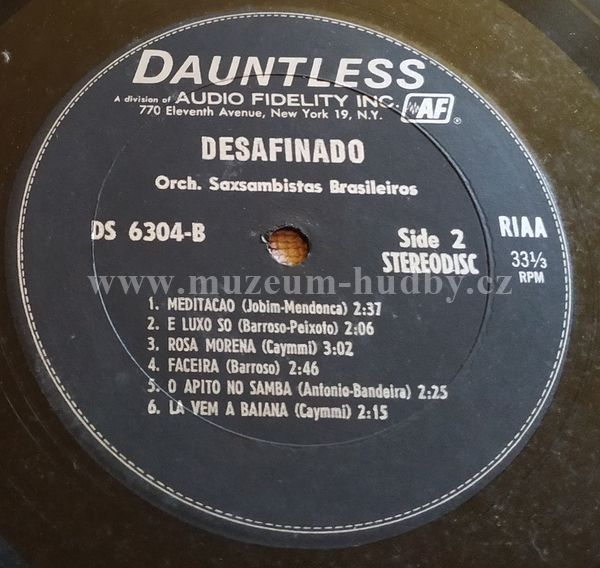 DAUNTLESS
A division of AUDIO FIDELITY INC. AF ®
770 Eleventh Avenue, New York 19, N.Y.
DESAFINADO
Orch. Saxsambistas Brasileiros
DS 6304-B Side 2 RIAA
STEREODISC 33⅓
RPM
www.muzeum-hudby.cz
1. MEDITACAO (Jobim-Mendonca) 2:37
2. E LUXO SO (Barroso-Peixoto) 2:06
3. ROSA MORENA (Caymmi) 3:02
4. FACEIRA (Barroso) 2:46
5. O APITO NO SAMBA (Antonio-Bandeira) 2:25
6. LA VEM A BAIANA (Caymmi) 2:15